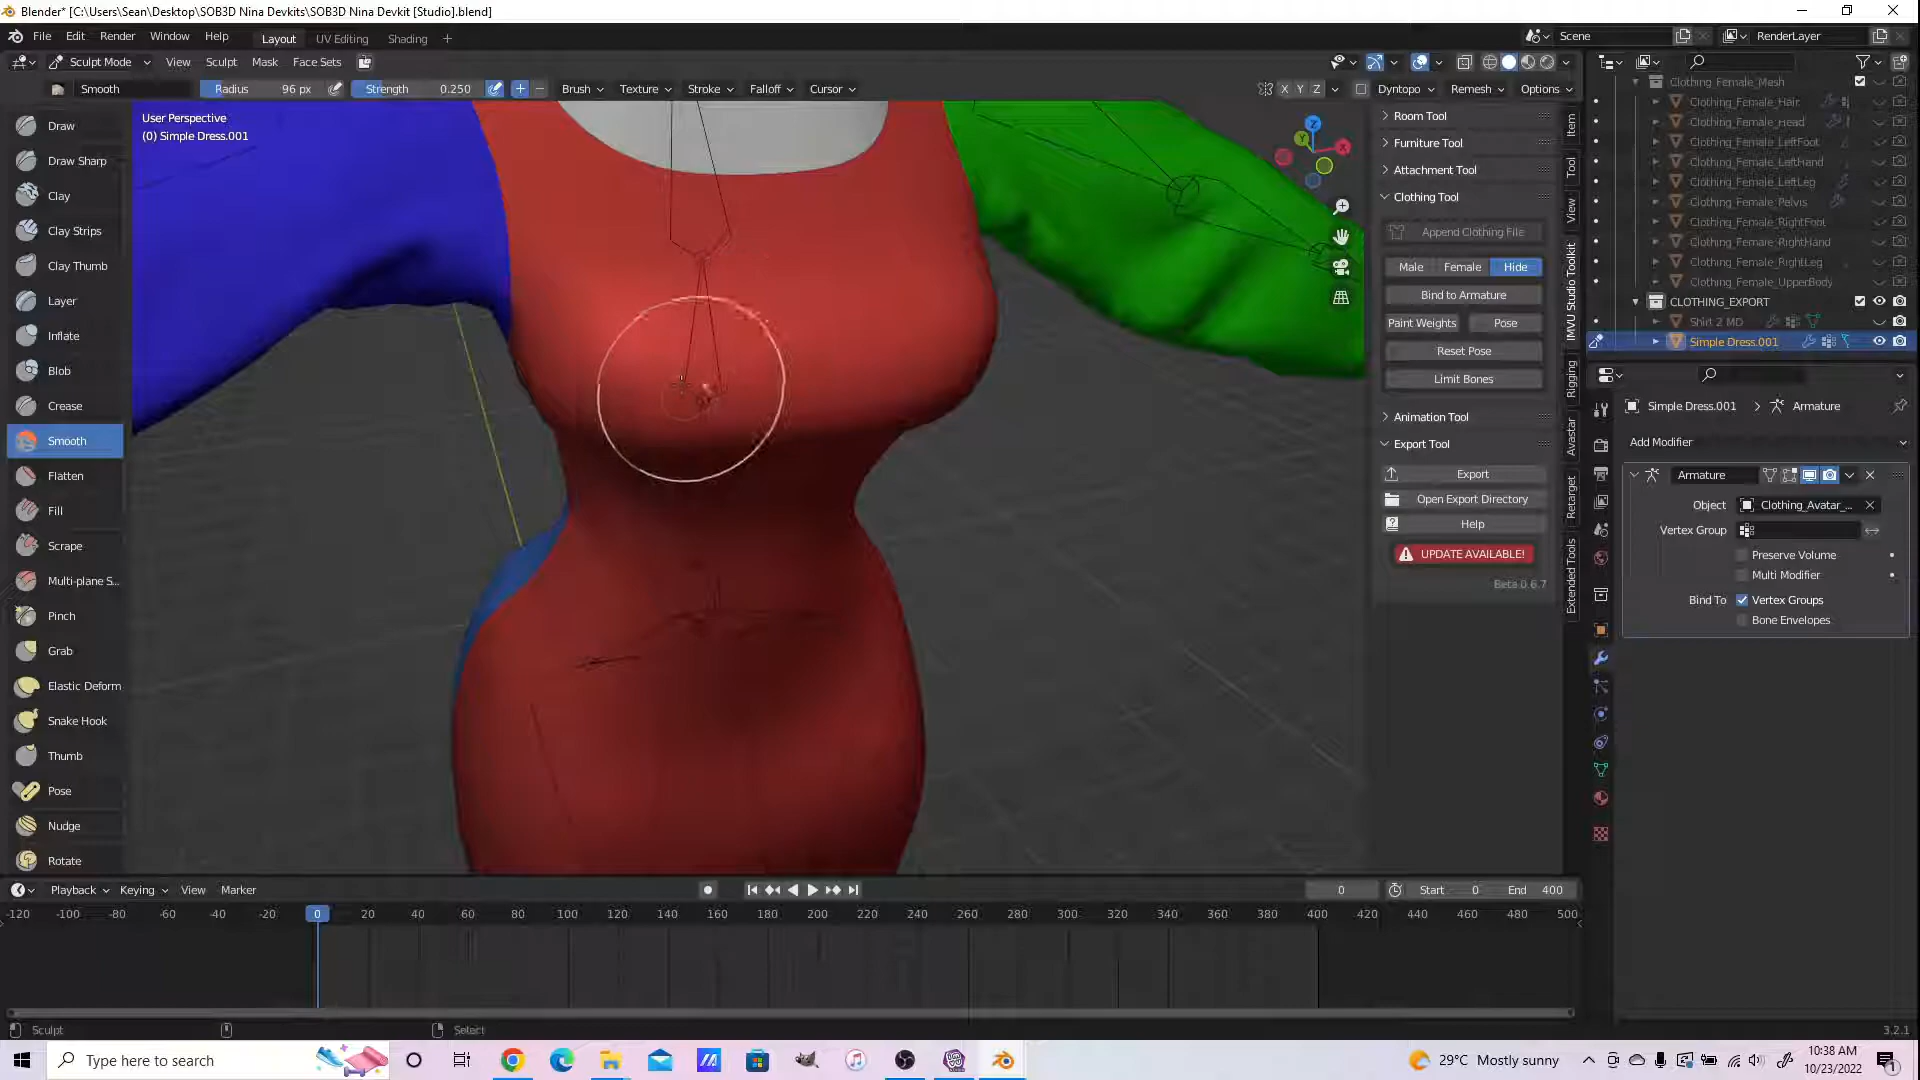 Blender* [C:\Users\Sean\Desktop\SOB3D Nina Devkits\SOB3D Nina Devkit [Studio].blend]
File Edit Render Window Help Layout UV Editing Shading + Scene RenderLayer
Sculpt Mode View Sculpt Mask Face Sets
Smooth Radius 96 px Strength 0.250 Brush Texture Stroke Falloff Cursor X Y Z Dyntopo Remesh Options
User Perspective
(0) Simple Dress.001
Draw
Draw Sharp
Clay
Clay Strips
Clay Thumb
Layer
Inflate
Blob
Crease
Smooth
Flatten
Fill
Scrape
Multi-plane S...
Pinch
Grab
Elastic Deform
Snake Hook
Thumb
Pose
Nudge
Rotate
Z
Y
X
Room Tool
Furniture Tool
Attachment Tool
Clothing Tool
Append Clothing File
Male Female Hide
Bind to Armature
Paint Weights Pose
Reset Pose
Limit Bones
Animation Tool
Export Tool
Export
Open Export Directory
Help
UPDATE AVAILABLE!
Beta 0.6.7
Item
Tool
View
IMVU Studio Toolkit
Rigging
Avastar
Retarget
Extended Tools
Clothing_Female_Mesh
Clothing_Female_Hair
Clothing_Female_Head
Clothing_Female_LeftFoot
Clothing_Female_LeftHand
Clothing_Female_LeftLeg
Clothing_Female_Pelvis
Clothing_Female_RightFoot
Clothing_Female_RightHand
Clothing_Female_RightLeg
Clothing_Female_UpperBody
CLOTHING_EXPORT
Shirt 2 MD
Simple Dress.001
Simple Dress.001 > Armature
Add Modifier
Armature
Object Clothing_Avatar_...
Vertex Group
Preserve Volume
Multi Modifier
Bind To Vertex Groups
Bone Envelopes
Playback Keying View Marker 0 Start 0 End 400
-120 -100 -80 -60 -40 -20 0 20 40 60 80 100 120 140 160 180 200 220 240 260 280 300 320 340 360 380 400 420 440 460 480 500
Sculpt Select 3.2.1
Type here to search 29°C Mostly sunny 10:38 AM
10/23/2022
1